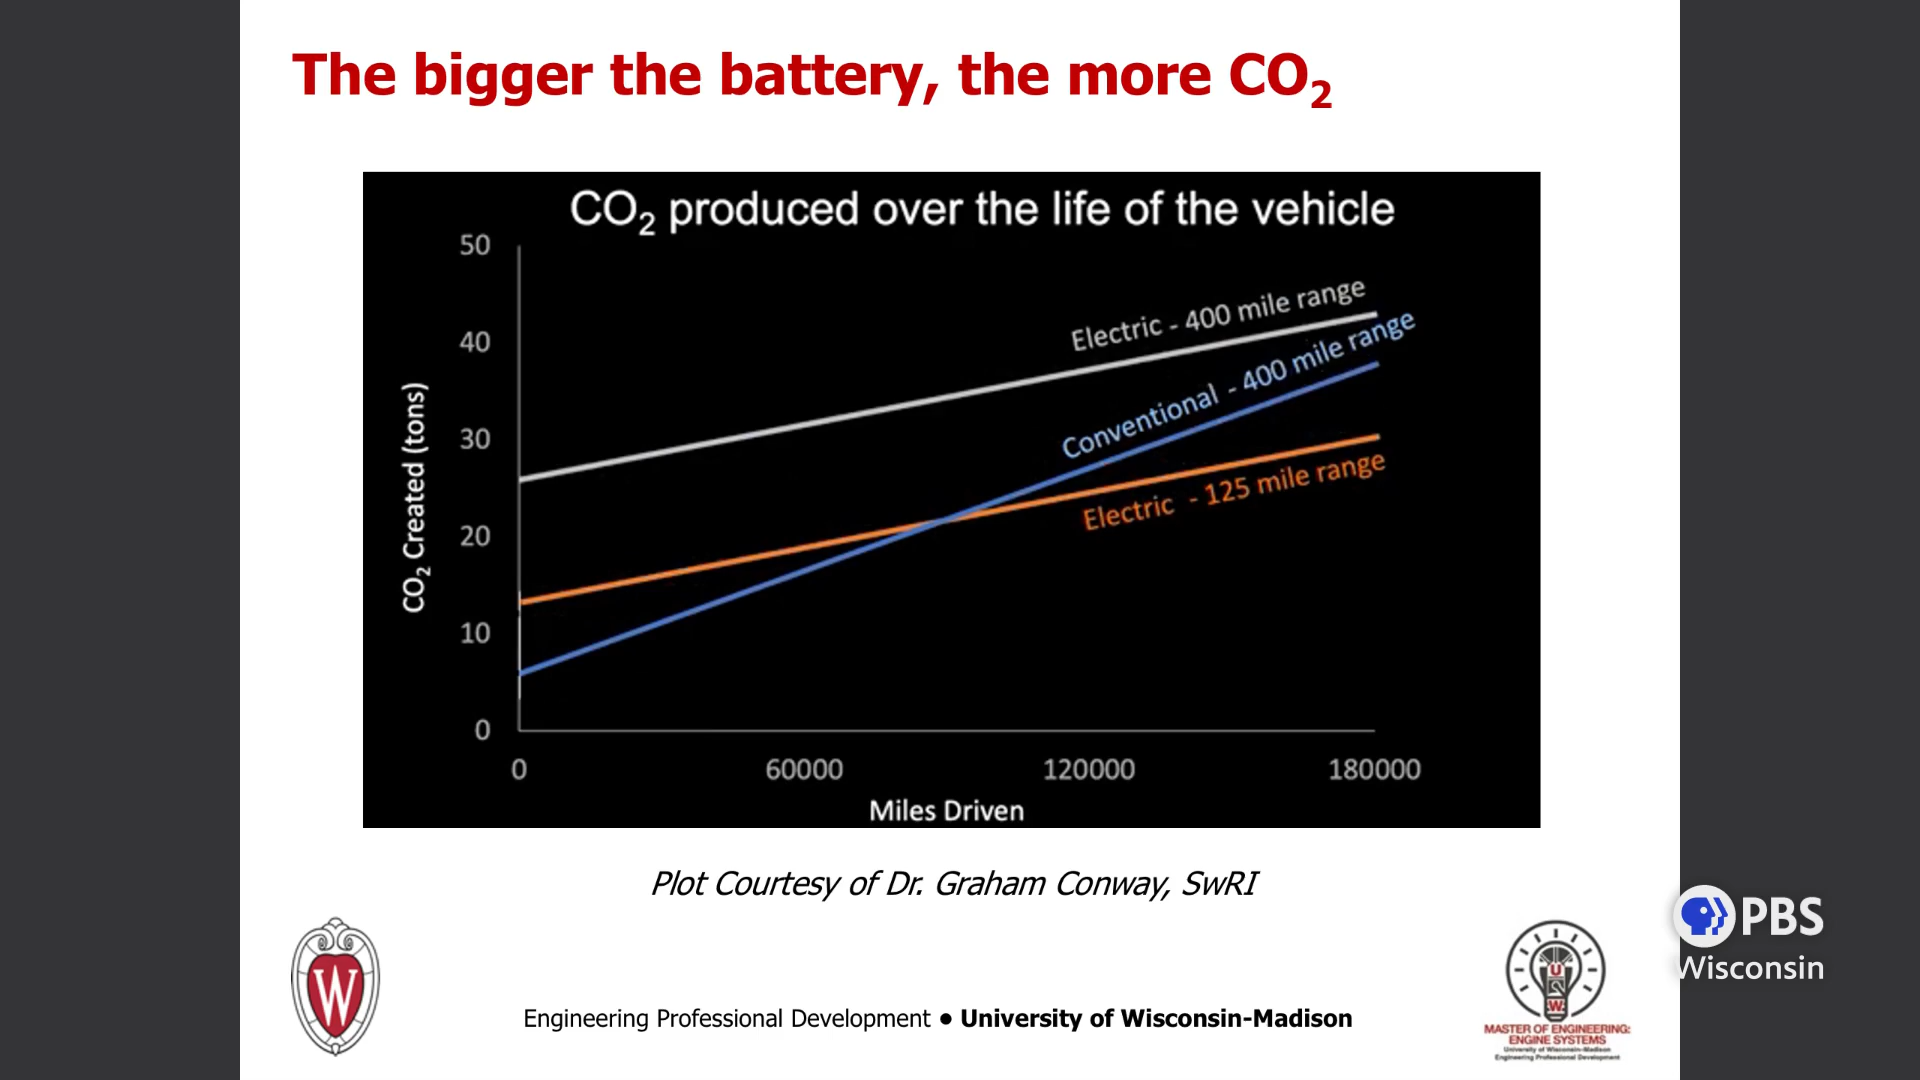 The bigger the battery, the more CO₂
CO₂ produced over the life of the vehicle
50
40
30
20
10
0
CO₂ Created (tons)
Electric - 400 mile range
Conventional - 400 mile range
Electric - 125 mile range
0 60000 120000 180000
Miles Driven
Plot Courtesy of Dr. Graham Conway, SwRI
W
Engineering Professional Development ● University of Wisconsin-Madison
U
W
MASTER OF ENGINEERING:
ENGINE SYSTEMS
University of Wisconsin-Madison
Engineering Professional Development
PBS
Wisconsin